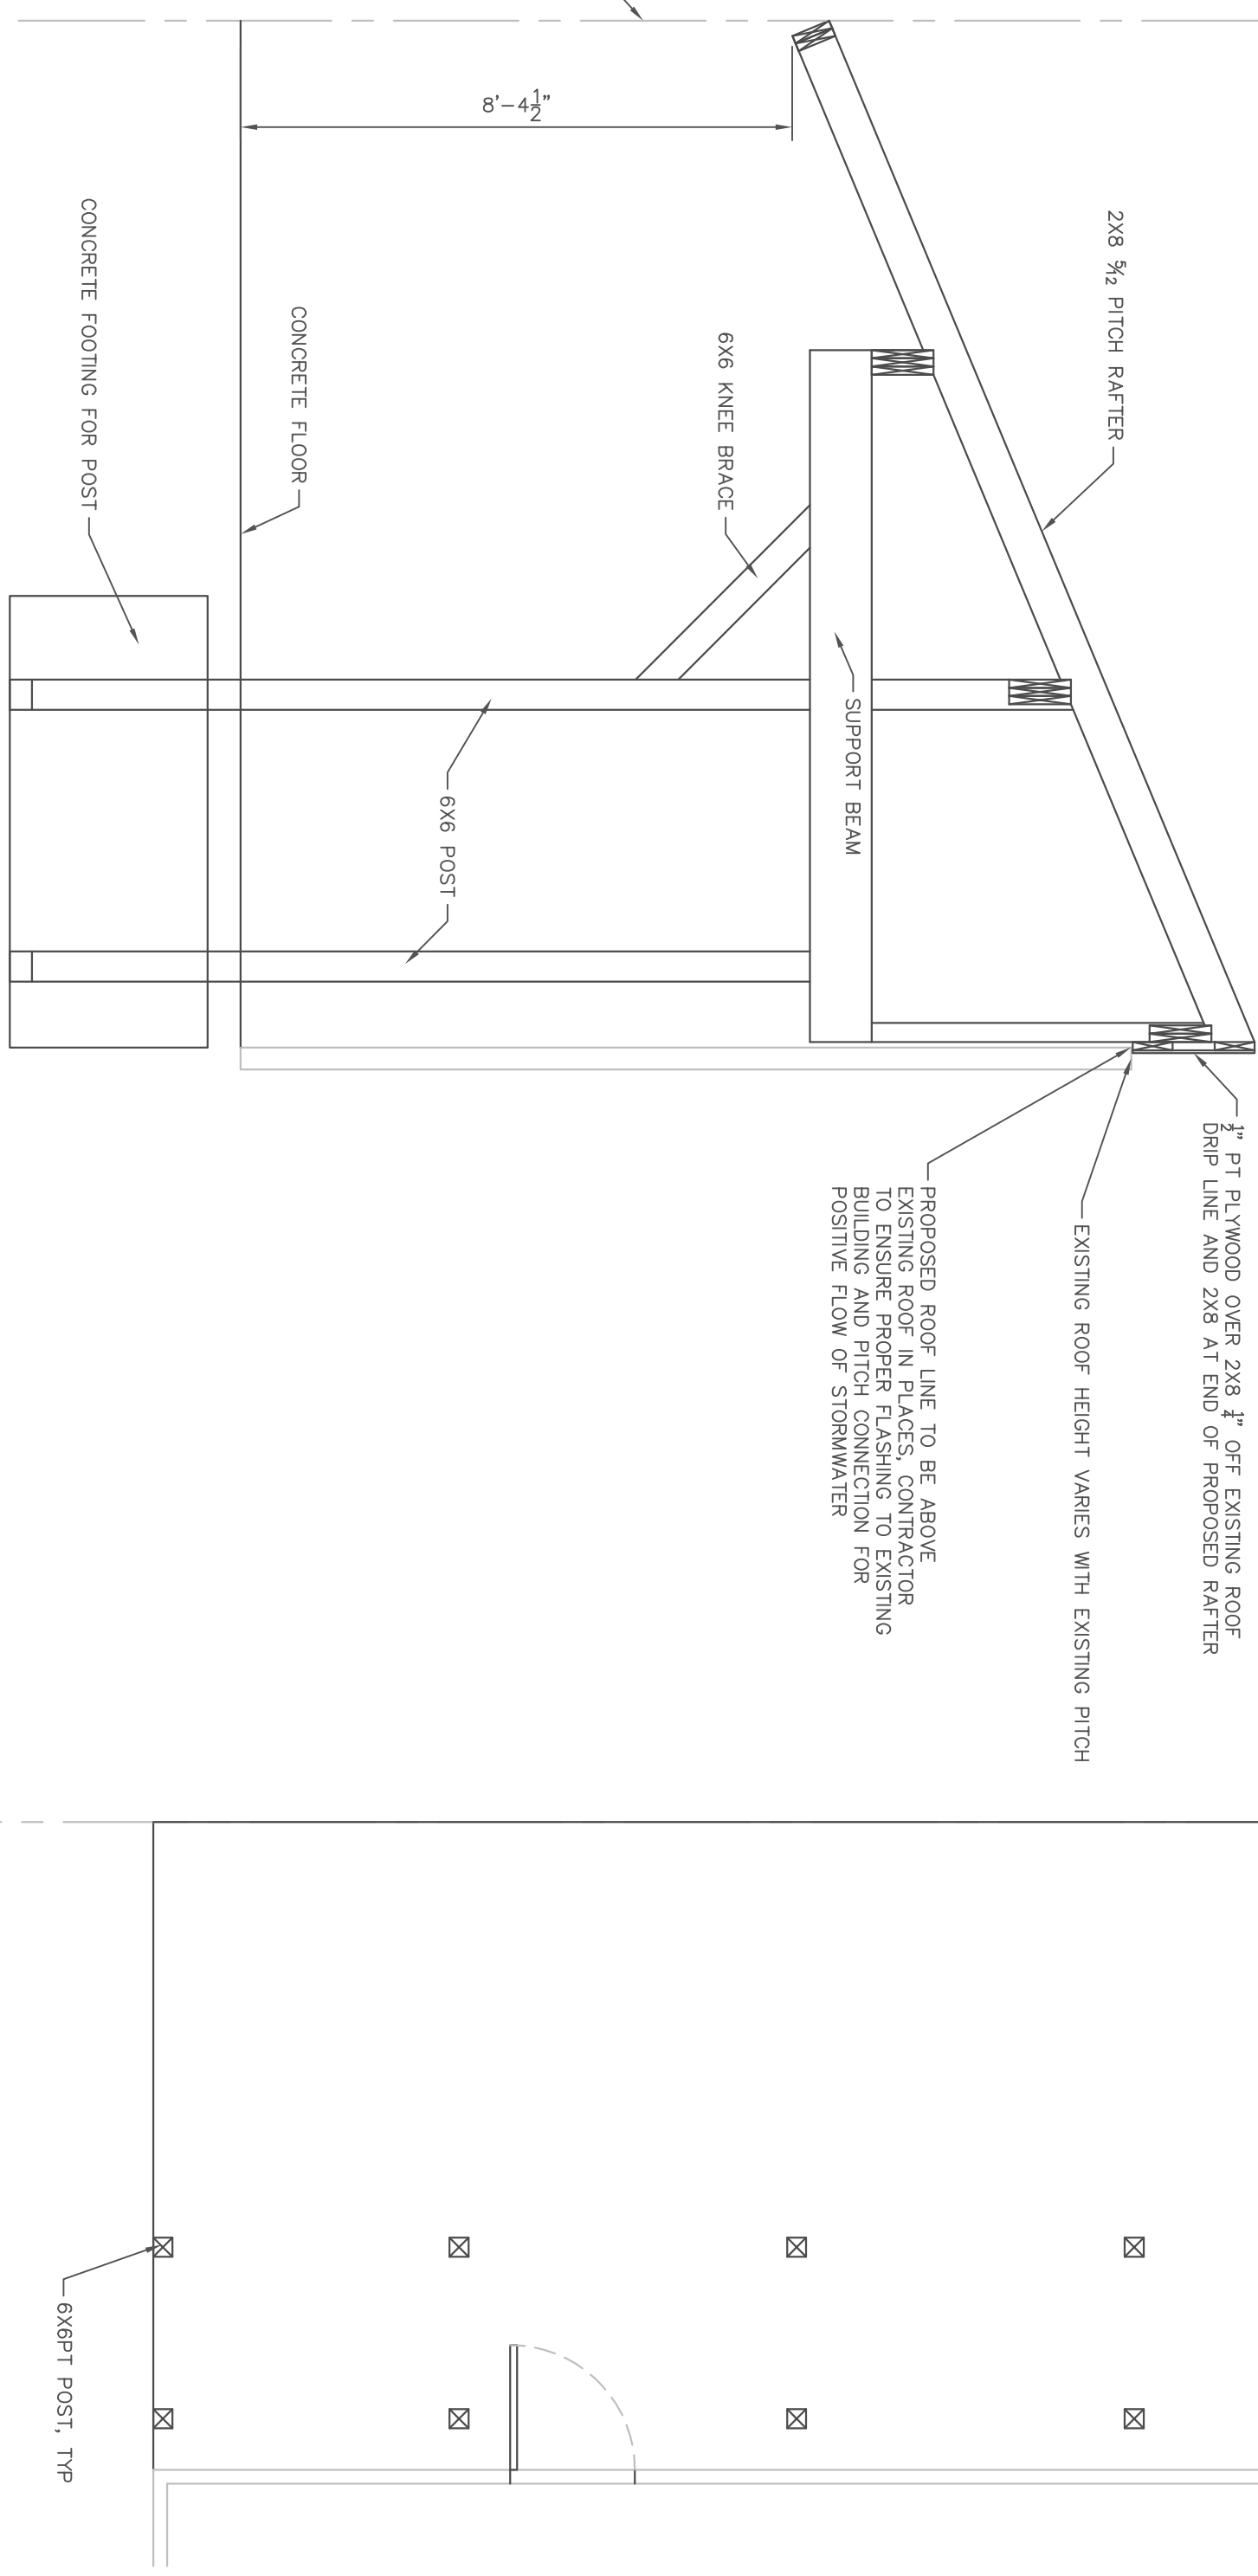 2X8 5/12 PITCH RAFTER
8'-4 1/2"
6X6 KNEE BRACE
CONCRETE FLOOR
CONCRETE FOOTING FOR POST
SUPPORT BEAM
6X6 POST
1/2" PT PLYWOOD OVER 2X8 1/4" OFF EXISTING ROOF
DRIP LINE AND 2X8 AT END OF PROPOSED RAFTER
EXISTING ROOF HEIGHT VARIES WITH EXISTING PITCH
PROPOSED ROOF LINE TO BE ABOVE
EXISTING ROOF IN PLACES, CONTRACTOR
TO ENSURE PROPER FLASHING TO EXISTING
BUILDING AND PITCH CONNECTION FOR
POSITIVE FLOW OF STORMWATER
6X6PT POST, TYP